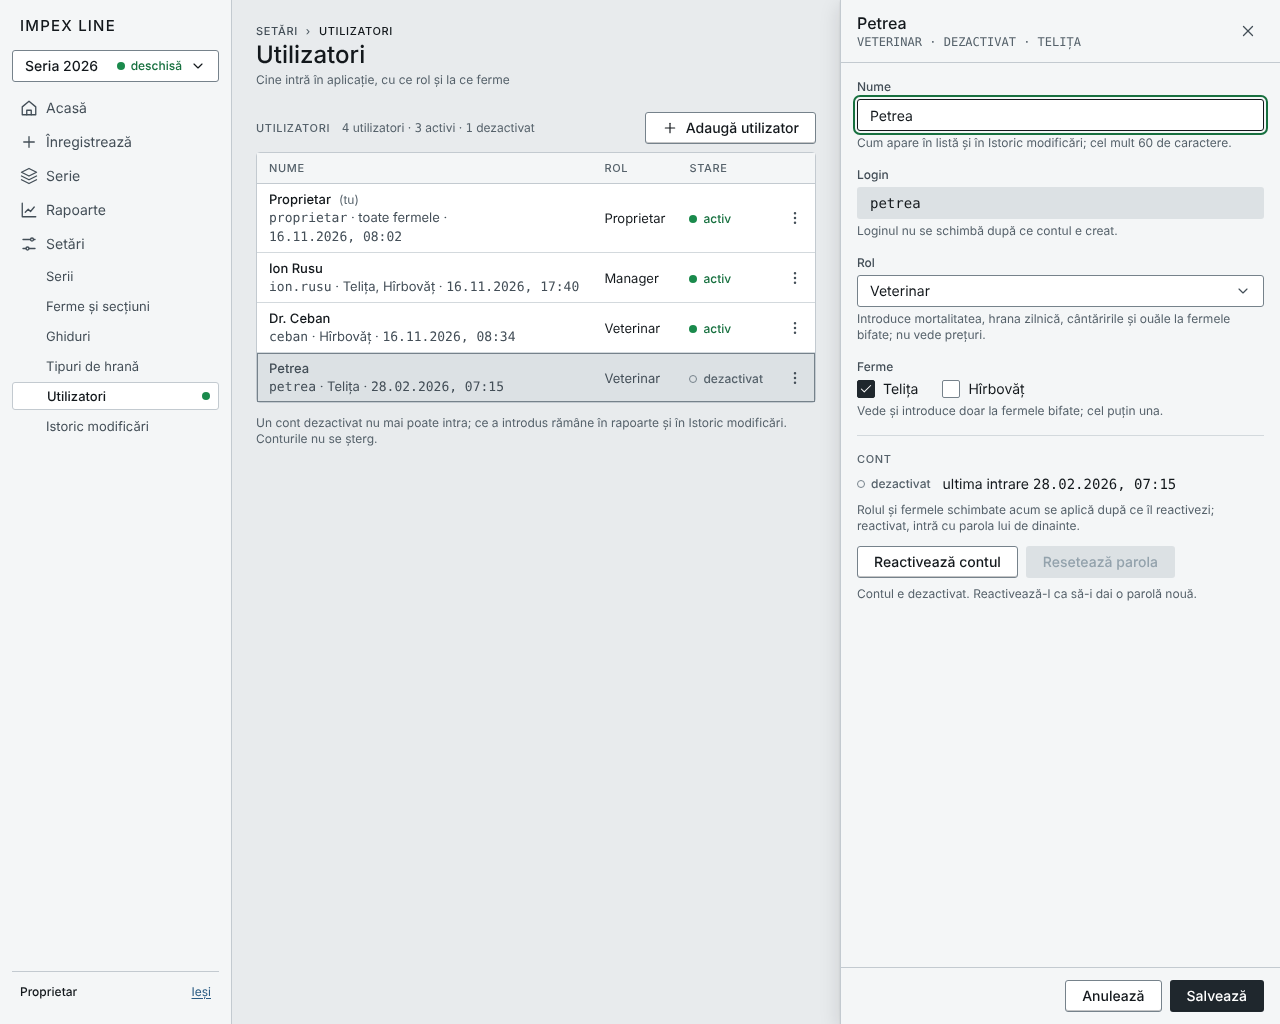 IMPEX LINE
Seria 2026 deschisă
Acasă
Înregistrează
Serie
Rapoarte
Setări
Serii
Ferme și secțiuni
Ghiduri
Tipuri de hrană
Utilizatori
Istoric modificări
Proprietar Ieși
SETĂRI › UTILIZATORI
Utilizatori
Cine intră în aplicație, cu ce rol și la ce ferme
UTILIZATORI 4 utilizatori · 3 activi · 1 dezactivat
Adaugă utilizator
NUME ROL STARE
Proprietar (tu)
proprietar · toate fermele ·
16.11.2026, 08:02
Proprietar activ
Ion Rusu
ion.rusu · Telița, Hîrbovăț · 16.11.2026, 17:40
Manager activ
Dr. Ceban
ceban · Hîrbovăț · 16.11.2026, 08:34
Veterinar activ
Petrea
petrea · Telița · 28.02.2026, 07:15
Veterinar dezactivat
Un cont dezactivat nu mai poate intra; ce a introdus rămâne în rapoarte și în Istoric modificări.
Conturile nu se șterg.
Petrea
VETERINAR · DEZACTIVAT · TELIȚA
Nume
Petrea
Cum apare în listă și în Istoric modificări; cel mult 60 de caractere.
Login
petrea
Loginul nu se schimbă după ce contul e creat.
Rol
Veterinar
Introduce mortalitatea, hrana zilnică, cântăririle și ouăle la fermele
bifate; nu vede prețuri.
Ferme
Telița Hîrbovăț
Vede și introduce doar la fermele bifate; cel puțin una.
CONT
dezactivat ultima intrare 28.02.2026, 07:15
Rolul și fermele schimbate acum se aplică după ce îl reactivezi;
reactivat, intră cu parola lui de dinainte.
Reactivează contul Resetează parola
Contul e dezactivat. Reactivează-l ca să-i dai o parolă nouă.
Anulează Salvează